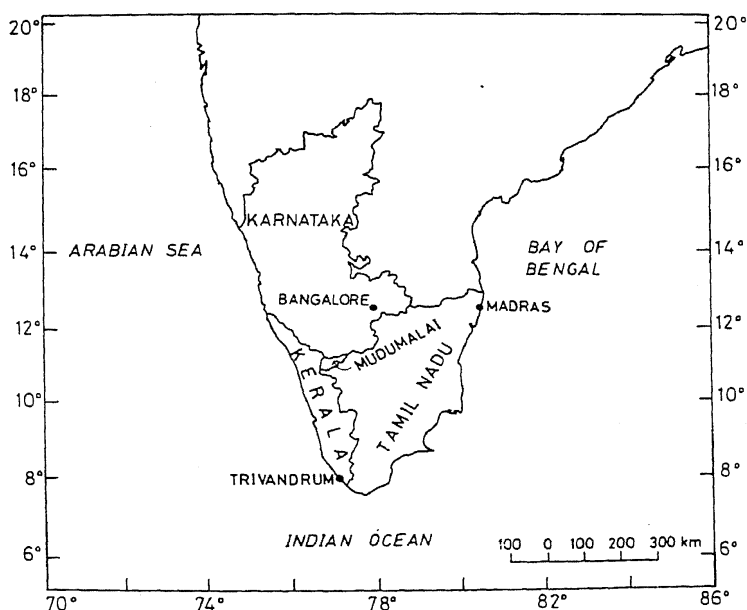 20°
20°
18°
18°
16°
16°
KARNATAKA
14°
ARABIAN SEA
BAY OF
BENGAL
14°
BANGALORE
MADRAS
12°
12°
MUDUMALAI
KERALA
TAMIL NADU
10°
10°
8°
TRIVANDRUM
8°
INDIAN OCEAN
100 0 100 200 300 km
6°
6°
70° 74° 78° 82° 86°